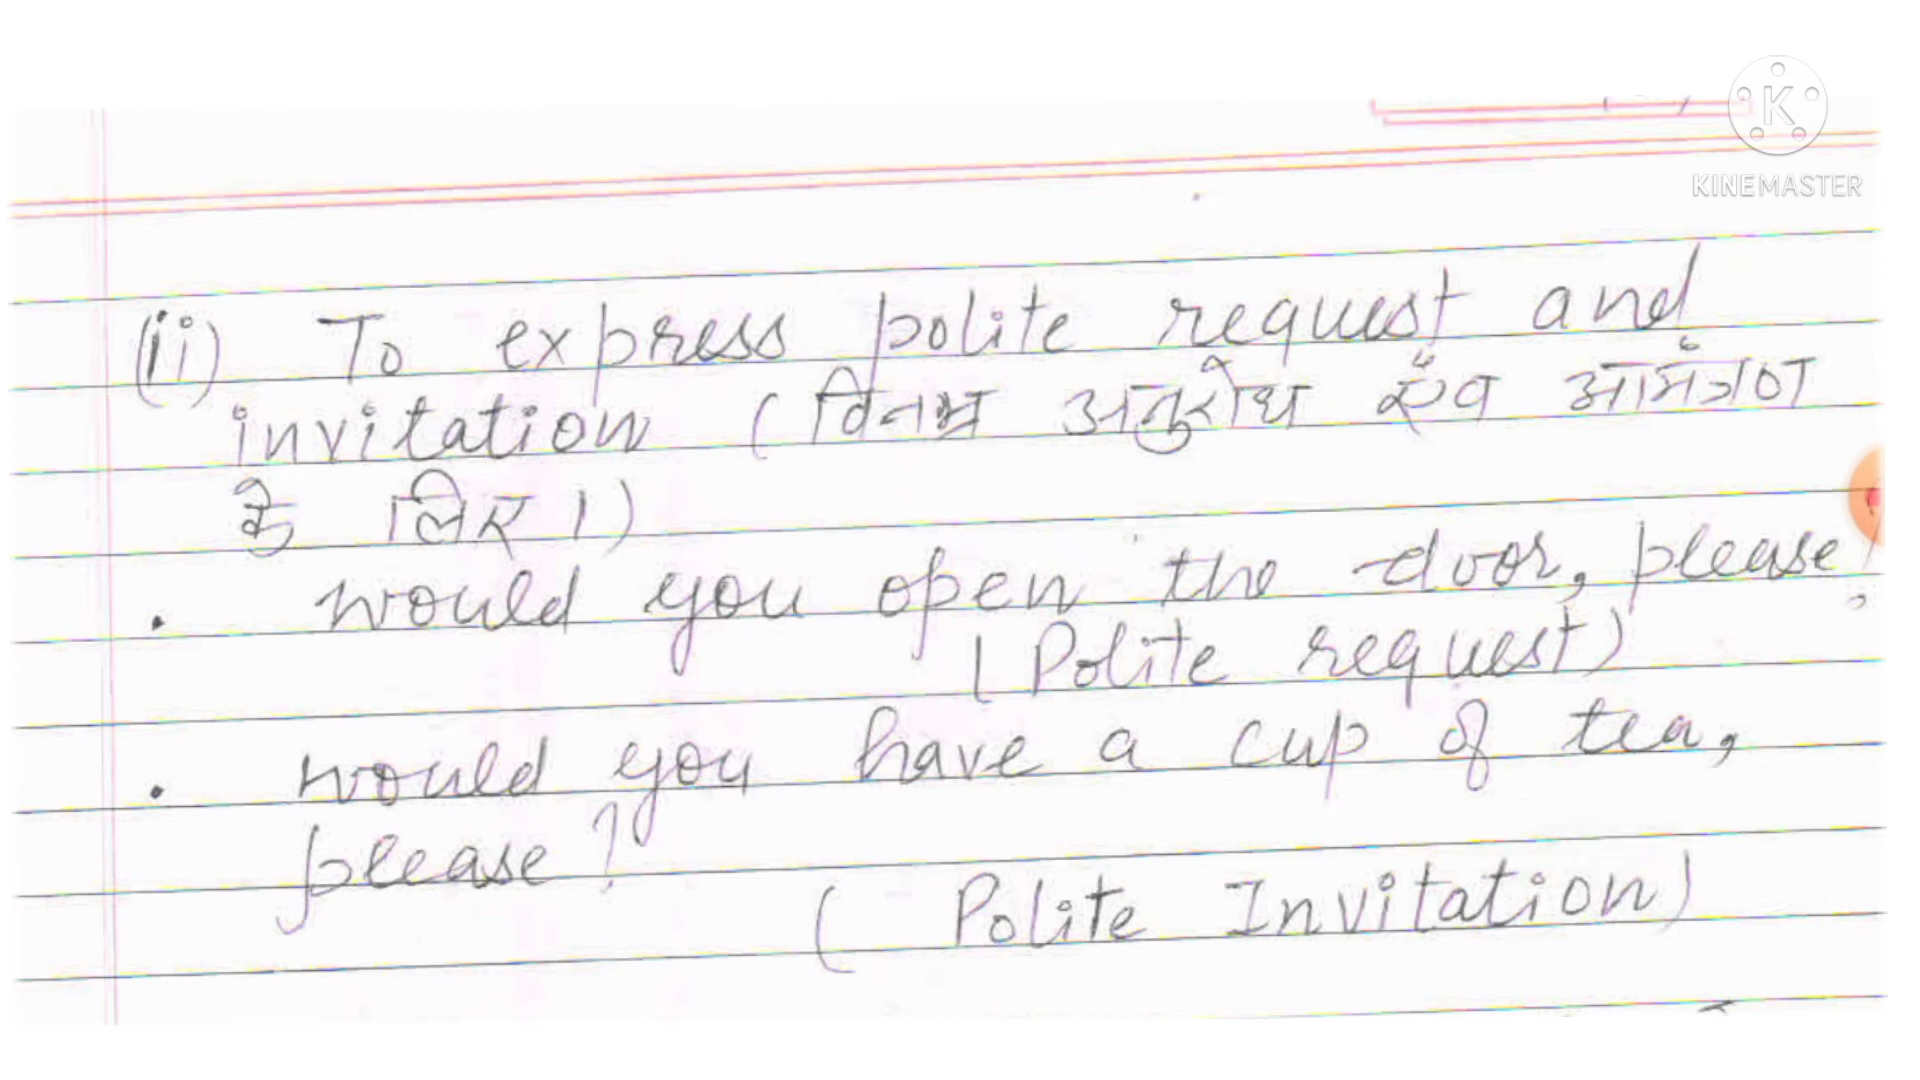 KINEMASTER
(ii) To express polite request and
invitation (विनम्र अनुरोध एंव आमंत्रण
के लिए।)
• would you open the door, please?
(Polite request)
• would you have a cup of tea,
please?
( Polite Invitation)